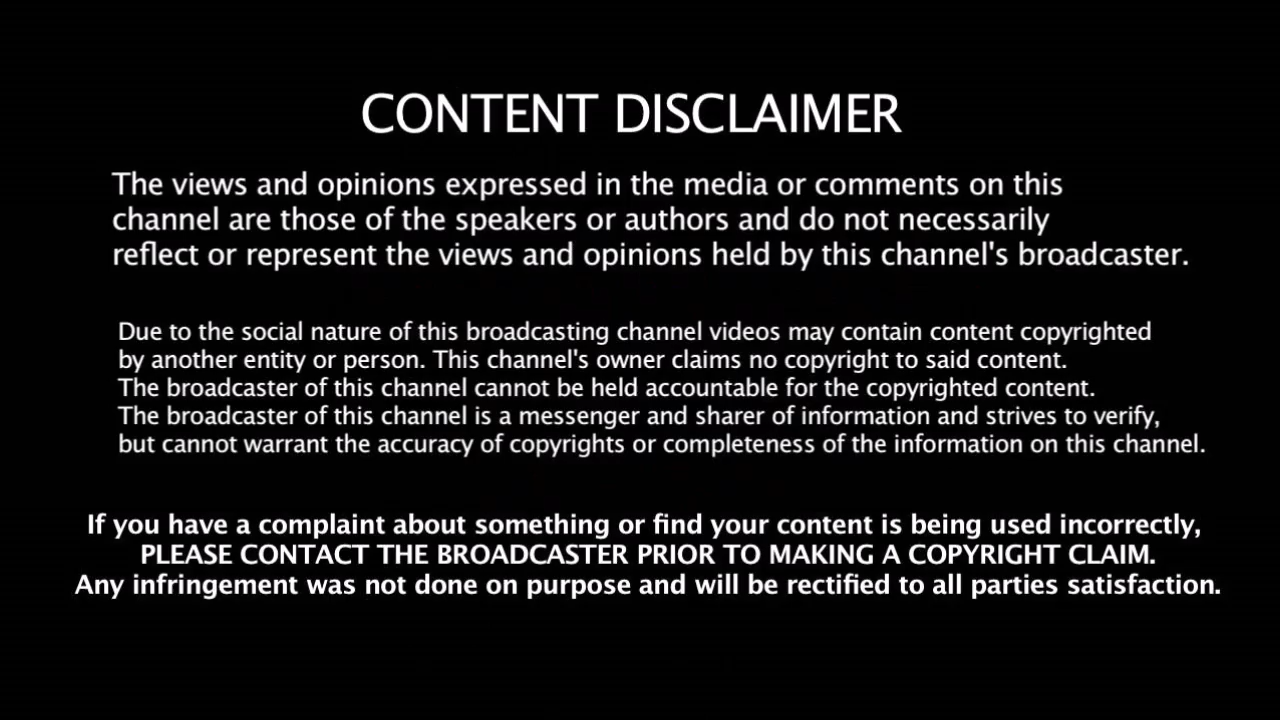 CONTENT DISCLAIMER
The views and opinions expressed in the media or comments on this
channel are those of the speakers or authors and do not necessarily
reflect or represent the views and opinions held by this channel's broadcaster.
Due to the social nature of this broadcasting channel videos may contain content copyrighted
by another entity or person. This channel's owner claims no copyright to said content.
The broadcaster of this channel cannot be held accountable for the copyrighted content.
The broadcaster of this channel is a messenger and sharer of information and strives to verify,
but cannot warrant the accuracy of copyrights or completeness of the information on this channel.
If you have a complaint about something or find your content is being used incorrectly,
PLEASE CONTACT THE BROADCASTER PRIOR TO MAKING A COPYRIGHT CLAIM.
Any infringement was not done on purpose and will be rectified to all parties satisfaction.